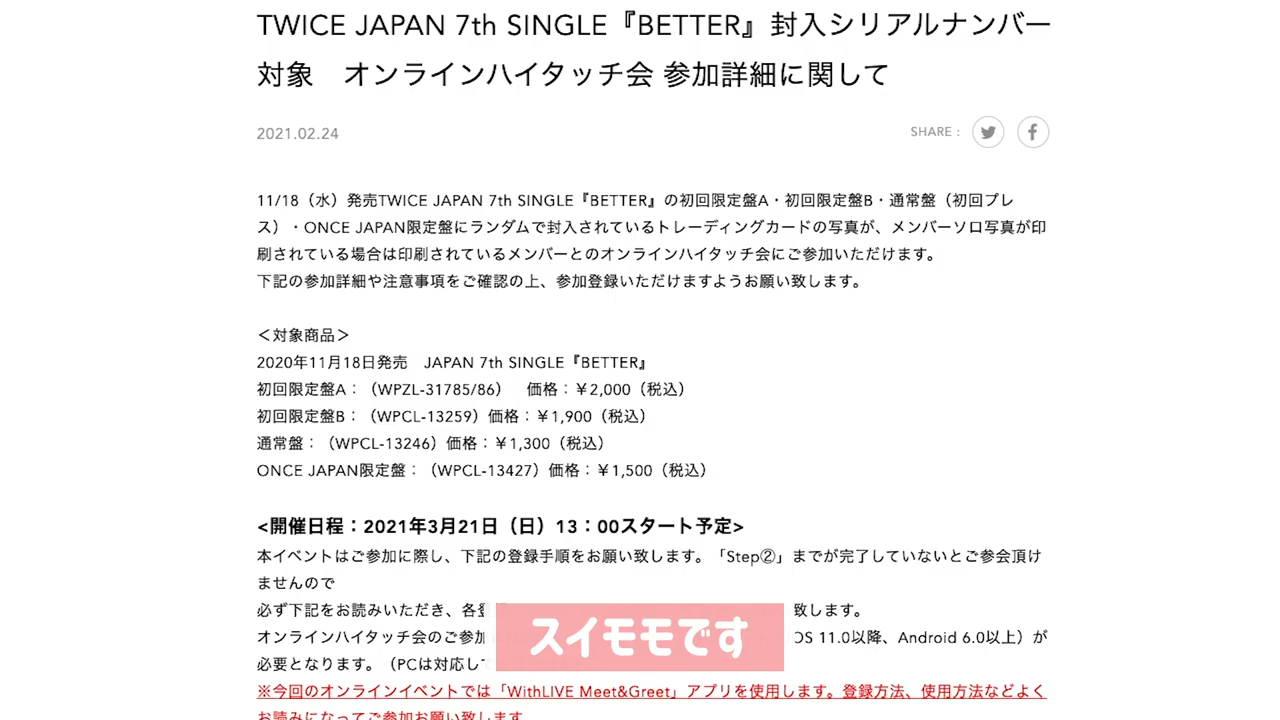 TWICE JAPAN 7th SINGLE『BETTER』封入シリアルナンバー
対象　オンラインハイタッチ会 参加詳細に関して
2021.02.24
SHARE :
11/18（水）発売TWICE JAPAN 7th SINGLE『BETTER』の初回限定盤A・初回限定盤B・通常盤（初回プレ
ス）・ONCE JAPAN限定盤にランダムで封入されているトレーディングカードの写真が、メンバーソロ写真が印
刷されている場合は印刷されているメンバーとのオンラインハイタッチ会にご参加いただけます。
下記の参加詳細や注意事項をご確認の上、参加登録いただけますようお願い致します。
＜対象商品＞
2020年11月18日発売　JAPAN 7th SINGLE『BETTER』
初回限定盤A：（WPZL-31785/86）　価格：￥2,000（税込）
初回限定盤B：（WPCL-13259）価格：￥1,900（税込）
通常盤：（WPCL-13246）価格：￥1,300（税込）
ONCE JAPAN限定盤：（WPCL-13427）価格：￥1,500（税込）
<開催日程：2021年3月21日（日）13：00スタート予定>
本イベントはご参加に際し、下記の登録手順をお願い致します。「Step②」までが完了していないとご参会頂け
ませんので
必ず下記をお読みいただき、各 致します。
オンラインハイタッチ会のご参加 OS 11.0以降、Android 6.0以上）が
必要となります。（PCは対応し
スイモモです
※今回のオンラインイベントでは「WithLIVE Meet&Greet」アプリを使用します。登録方法、使用方法などよく
お読みになってご参加お願い致します。